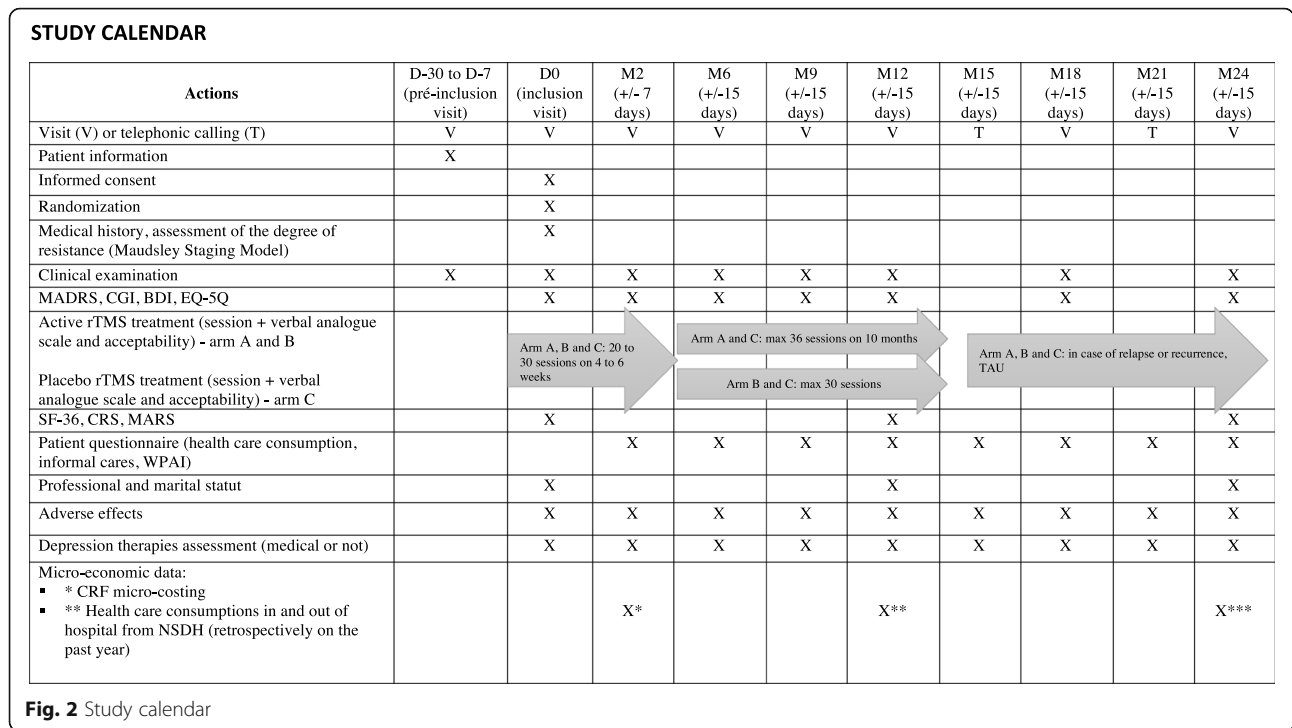 STUDY CALENDAR
Actions D-30 to D-7 (pré-inclusion visit) D0 (inclusion visit) M2 (+/- 7 days) M6 (+/-15 days) M9 (+/-15 days) M12 (+/-15 days) M15 (+/-15 days) M18 (+/-15 days) M21 (+/-15 days) M24 (+/-15 days)
Visit (V) or telephonic calling (T) V V V V V V T V T V
Patient information X
Informed consent X
Randomization X
Medical history, assessment of the degree of
resistance (Maudsley Staging Model) X
Clinical examination X X X X X X X X
MADRS, CGI, BDI, EQ-5Q X X X X X X X
Active rTMS treatment (session + verbal analogue
scale and acceptability) - arm A and B
Placebo rTMS treatment (session + verbal
analogue scale and acceptability) - arm C
Arm A, B and C: 20 to
30 sessions on 4 to 6
weeks
Arm A and C: max 36 sessions on 10 months
Arm B and C: max 30 sessions
Arm A, B and C: in case of relapse or recurrence,
TAU
SF-36, CRS, MARS X X X
Patient questionnaire (health care consumption,
informal cares, WPAI) X X X X X X X X
Professional and marital statut X X X
Adverse effects X X X X X X X X X
Depression therapies assessment (medical or not) X X X X X X X X X
Micro-economic data:
▪ * CRF micro-costing
▪ ** Health care consumptions in and out of
hospital from NSDH (retrospectively on the
past year)
X* X** X***
Fig. 2 Study calendar